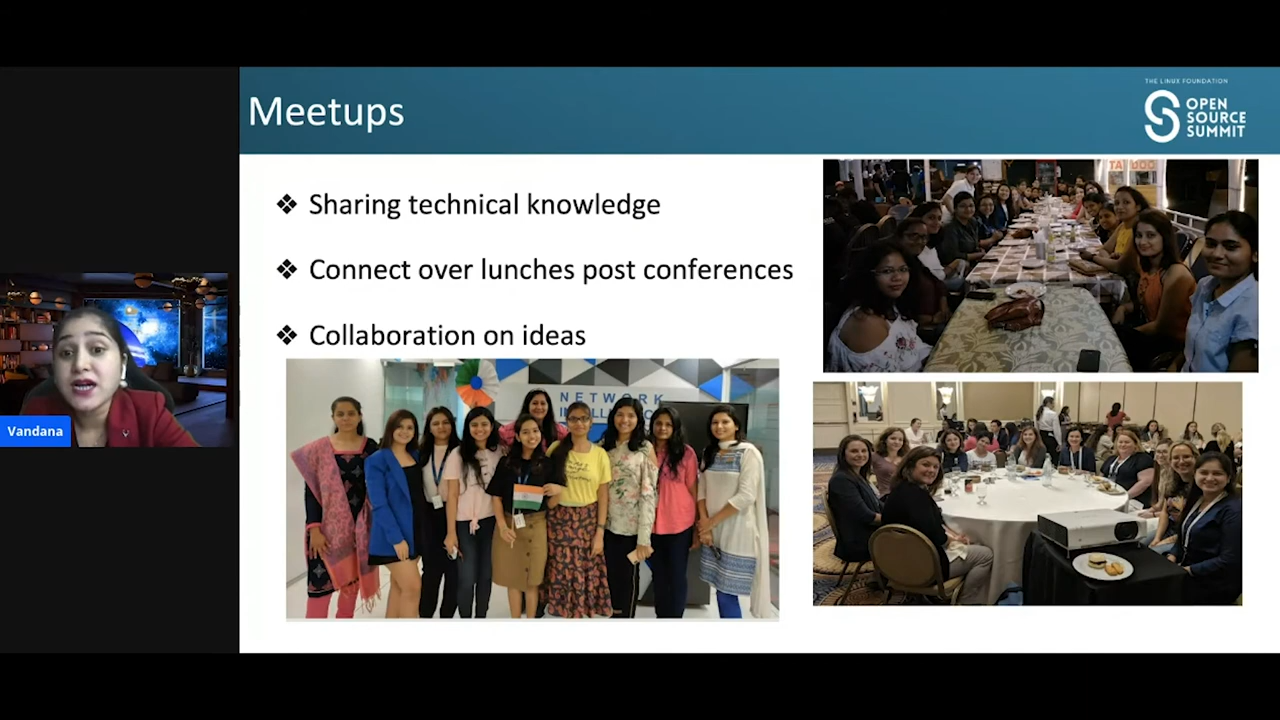 Meetups
THE LINUX FOUNDATION
OPEN
SOURCE
SUMMIT
❖ Sharing technical knowledge
❖ Connect over lunches post conferences
❖ Collaboration on ideas
NETWORK
Vandana